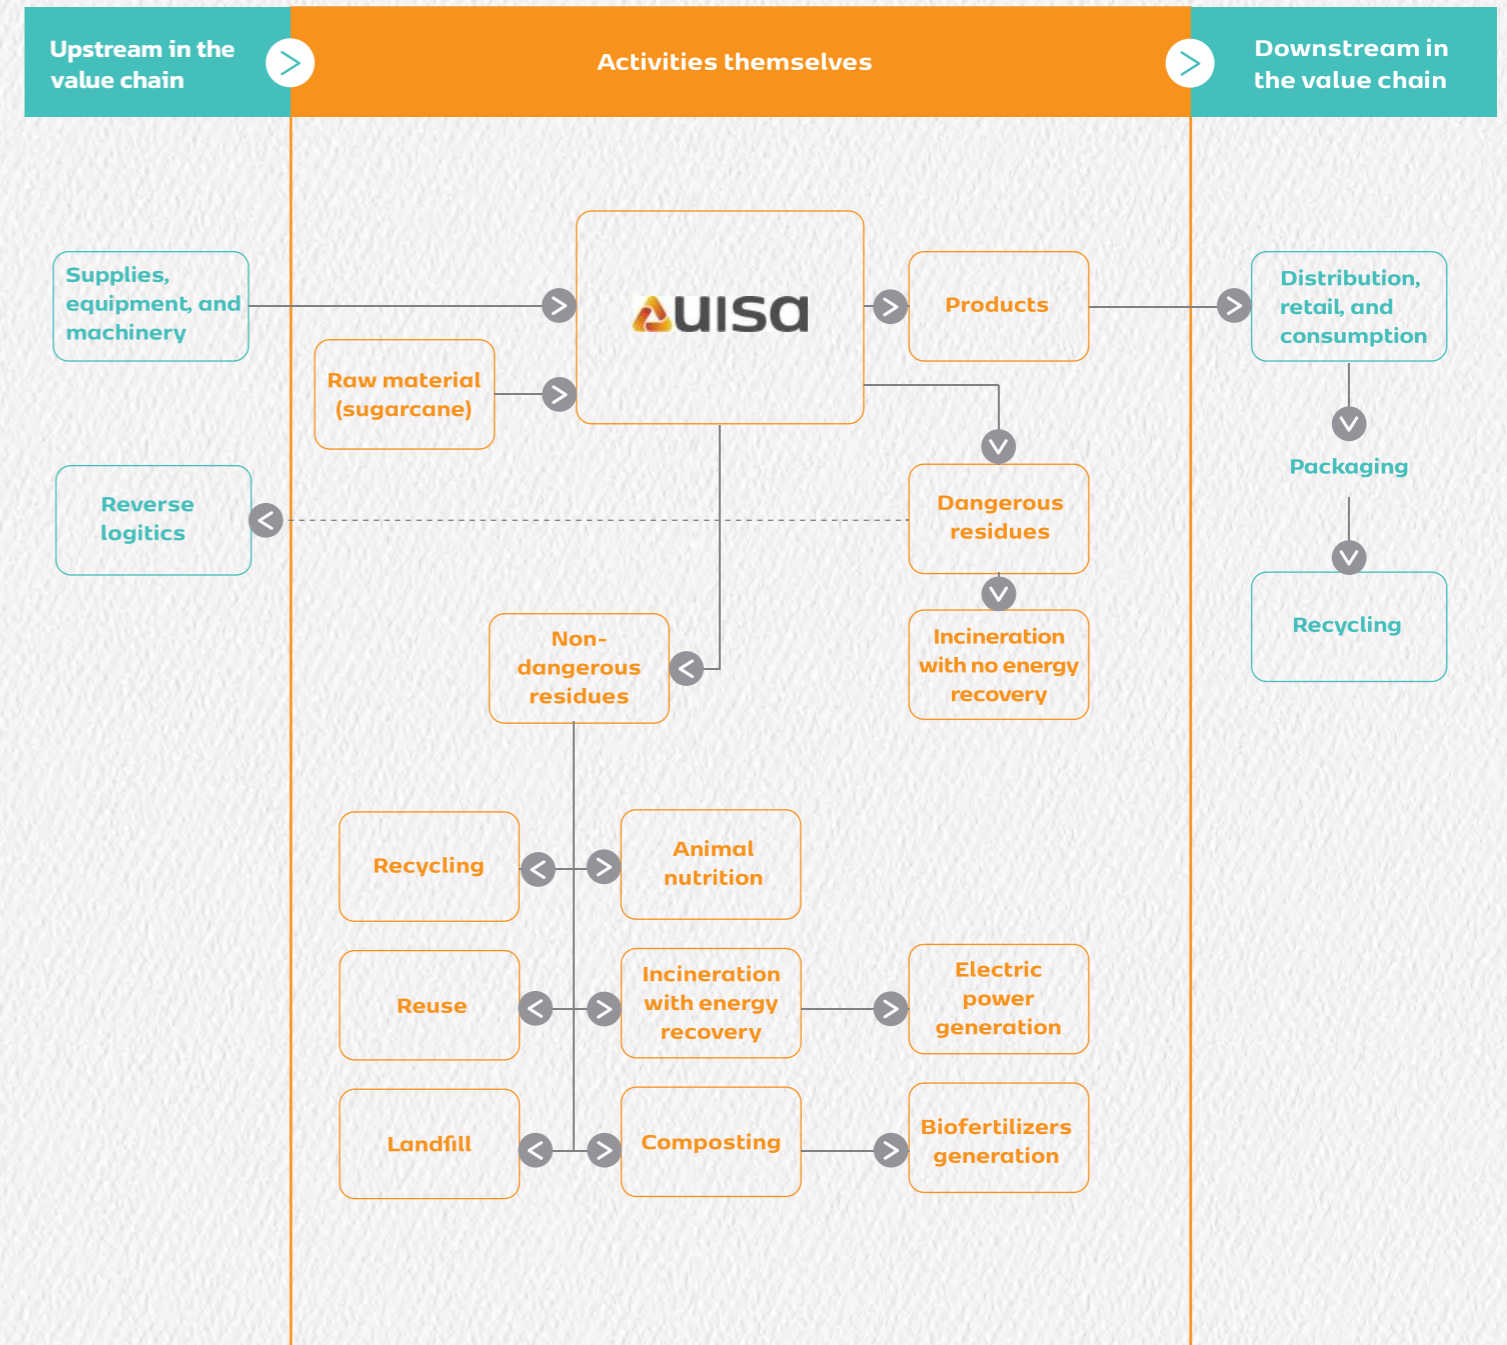 Upstream in the
value chain
Activities themselves
Downstream in
the value chain
Supplies,
equipment, and
machinery
Raw material
(sugarcane)
uisa
Products
Distribution,
retail, and
consumption
Packaging
Recycling
Reverse
logitics
Dangerous
residues
Incineration
with no energy
recovery
Non-
dangerous
residues
Recycling
Animal
nutrition
Reuse
Incineration
with energy
recovery
Electric
power
generation
Landfill
Composting
Biofertilizers
generation